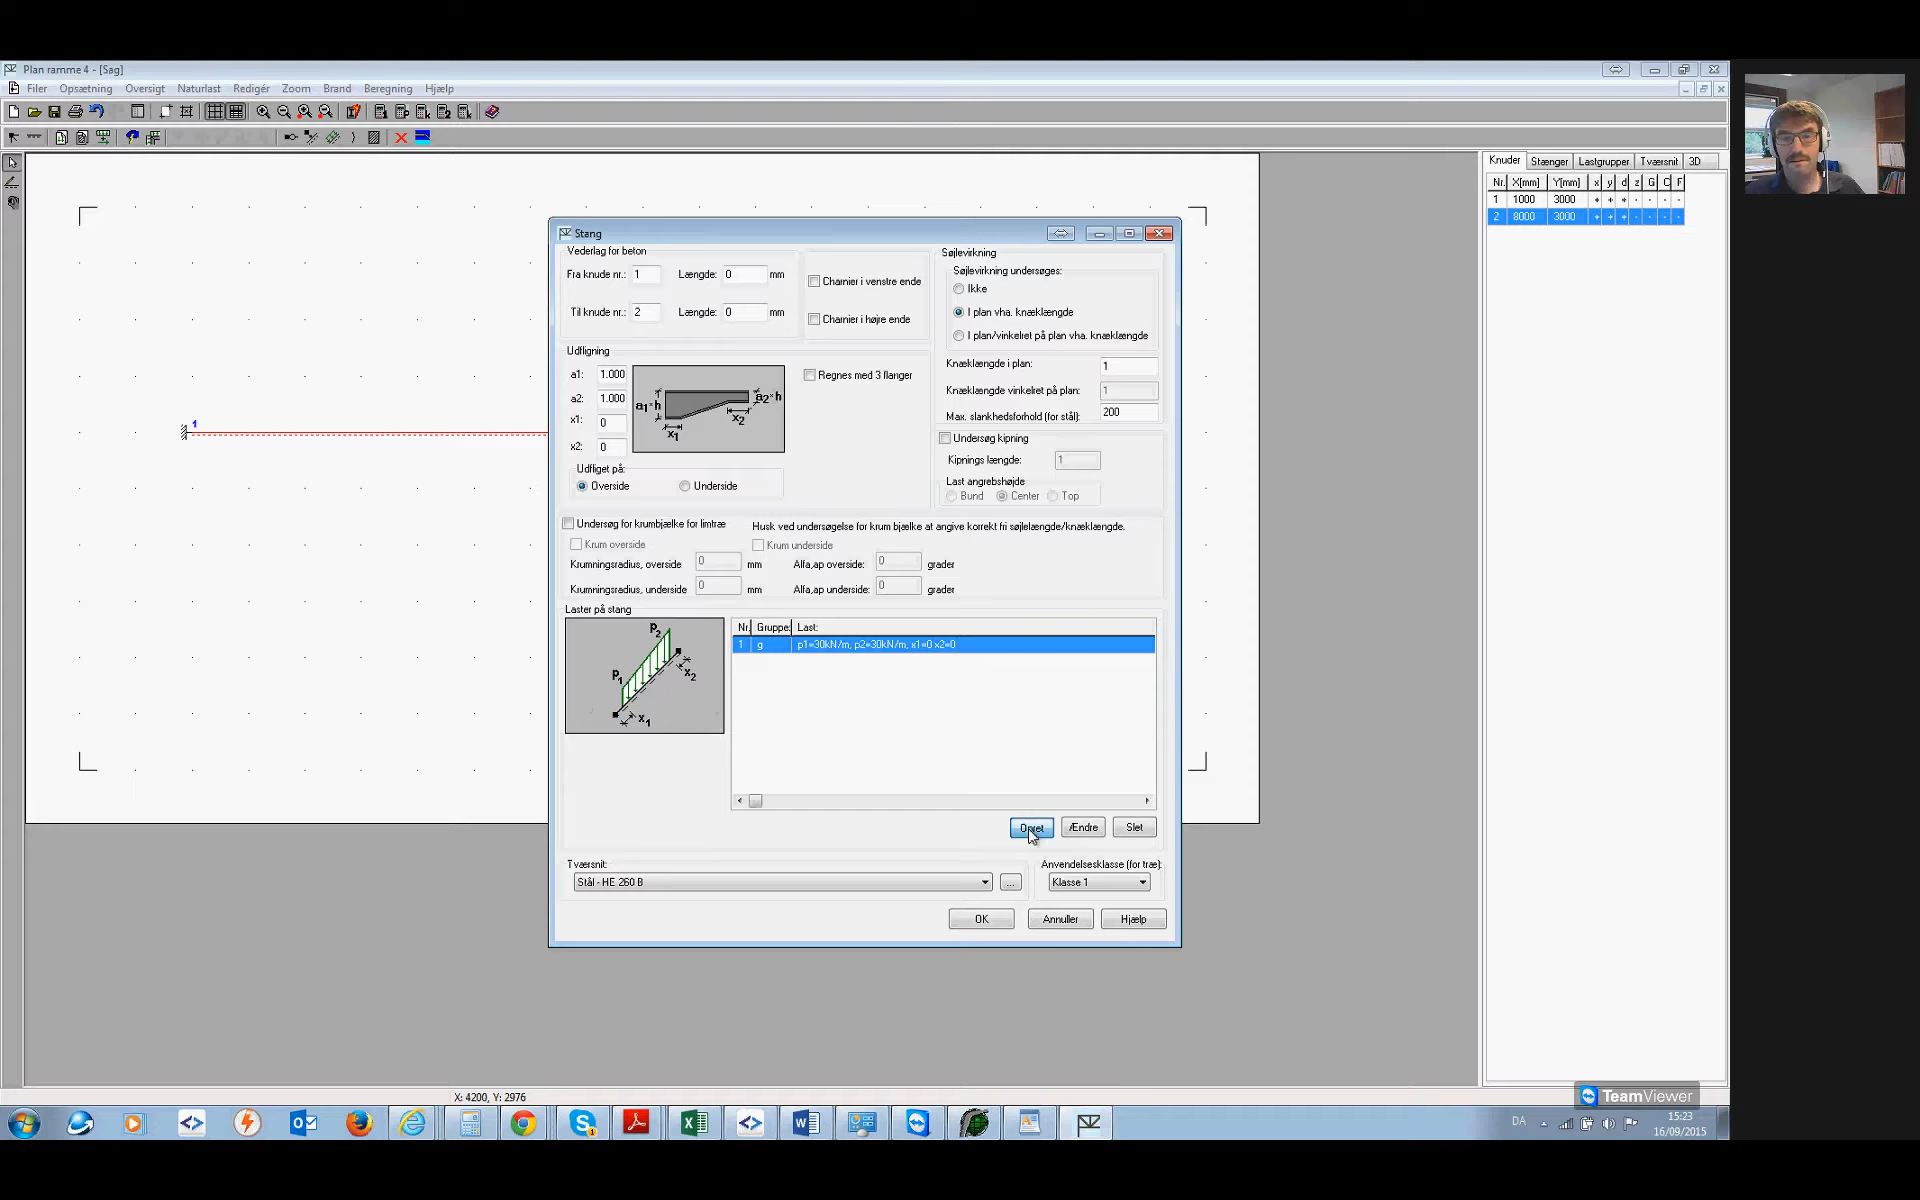 Plan ramme 4 - [Sag]
Filer Opsætning Oversigt Naturlast Redigér Zoom Brand Beregning Hjælp
Knuder Stænger Lastgrupper Tværsnit 3D
Nr. X[mm] Y[mm] x y d z G C F
1 1000 3000 + + + - - - -
2 8000 3000 + + + - - - -
1
Stang
Vederlag for beton
Fra knude nr.: 1 Længde: 0 mm
Til knude nr.: 2 Længde: 0 mm
Charnier i venstre ende
Charnier i højre ende
Søjlevirkning
Søjlevirkning undersøges:
Ikke
I plan vha. knæklængde
I plan/vinkelret på plan vha. knæklængde
Knæklængde i plan: 1
Knæklængde vinkelret på plan: 1
Max. slankhedsforhold (for stål): 200
Udfligning
a1: 1.000
a2: 1.000
x1: 0
x2: 0
a1*h a2*h
x1 x2
Regnes med 3 flanger
Udfliget på:
Overside Underside
Undersøg kipning
Kipnings længde: 1
Last angrebshøjde
Bund Center Top
Undersøg for krumbjælke for limtræ
Husk ved undersøgelse for krum bjælke at angive korrekt fri søjlelængde/knæklængde.
Krum overside Krum underside
Krumningsradius, overside 0 mm Alfa,ap overside: 0 grader
Krumningsradius, underside 0 mm Alfa,ap underside: 0 grader
Laster på stang
p2
p1
x2
x1
Nr. Gruppe: Last:
1 g p1=30kN/m, p2=30kN/m, x1=0 x2=0
Opret Ændre Slet
Tværsnit:
Stål - HE 260 B ...
Anvendelsesklasse (for træ):
Klasse 1
OK Annuller Hjælp
X: 4200, Y: 2976
TeamViewer
DA
15:23
16/09/2015